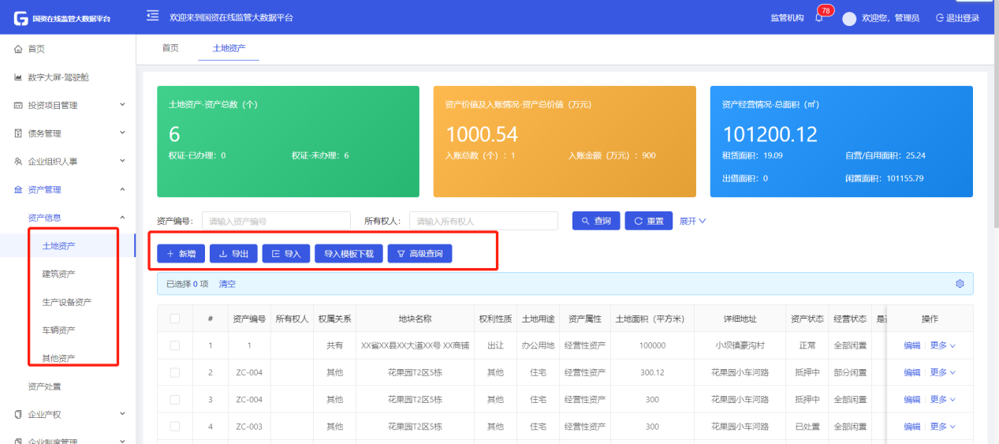 国资在线监管大数据平台
欢迎来到国资在线监管大数据平台
监管机构
78
欢迎您，管理员
退出登录
首页
数字大屏-驾驶舱
投资项目管理
债务管理
企业组织人事
资产管理
资产信息
土地资产
建筑资产
生产设备资产
车辆资产
其他资产
资产处置
企业产权
企业制度管理
首页 土地资产
土地资产-资产总数（个）
6
权证-已办理：0 权证-未办理：6
资产价值及入账情况-资产总价值（万元）
1000.54
入账总数（个）：1 入账金额（万元）：900
资产经营情况-总面积（㎡）
101200.12
租赁面积：19.09 自营/自用面积：25.24
出借面积：0 闲置面积：101155.79
资产编号： 请输入资产编号 所有权人： 请输入所有权人 查询 重置 展开
新增 导出 导入 导入模板下载 高级查询
已选择 0 项 清空
# 资产编号 所有权人 权属关系 地块名称 权利性质 土地用途 资产属性 土地面积（平方米） 详细地址 资产状态 经营状态 操作
1 1 共有 XX省XX县XX大道XX号 XX商铺 出让 办公用地 经营性资产 100000 小坝镇豪沟村 正常 全部闲置 编辑 更多
2 ZC-004 其他 花果园T2区5栋 其他 住宅 经营性资产 300.12 花果园小车河路 抵押中 部分闲置 编辑 更多
3 ZC-004 其他 花果园T2区5栋 其他 住宅 经营性资产 300 花果园小车河路 抵押中 全部闲置 编辑 更多
4 ZC-003 其他 花果园T2区5栋 其他 住宅 经营性资产 300 花果园小车河路 已处置 全部闲置 编辑 更多